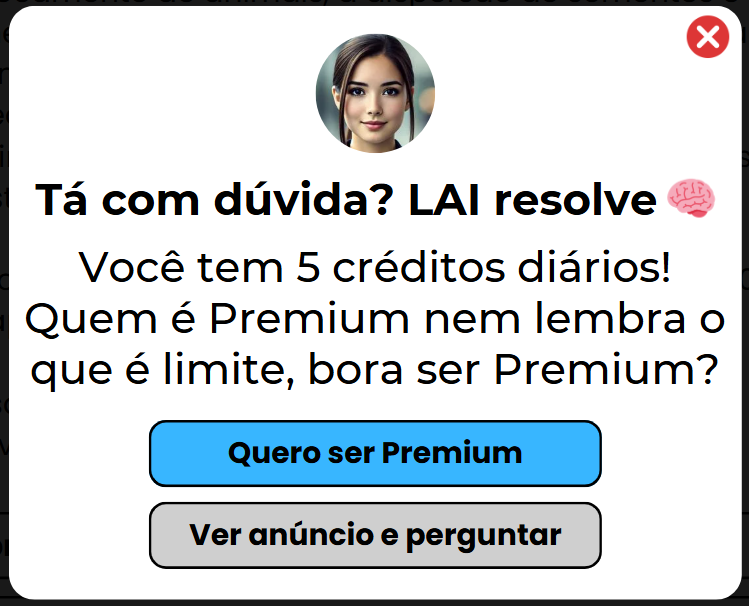 Tá com dúvida? LAI resolve 🧠
Você tem 5 créditos diários!
Quem é Premium nem lembra o
que é limite, bora ser Premium?
Quero ser Premium
Ver anúncio e perguntar